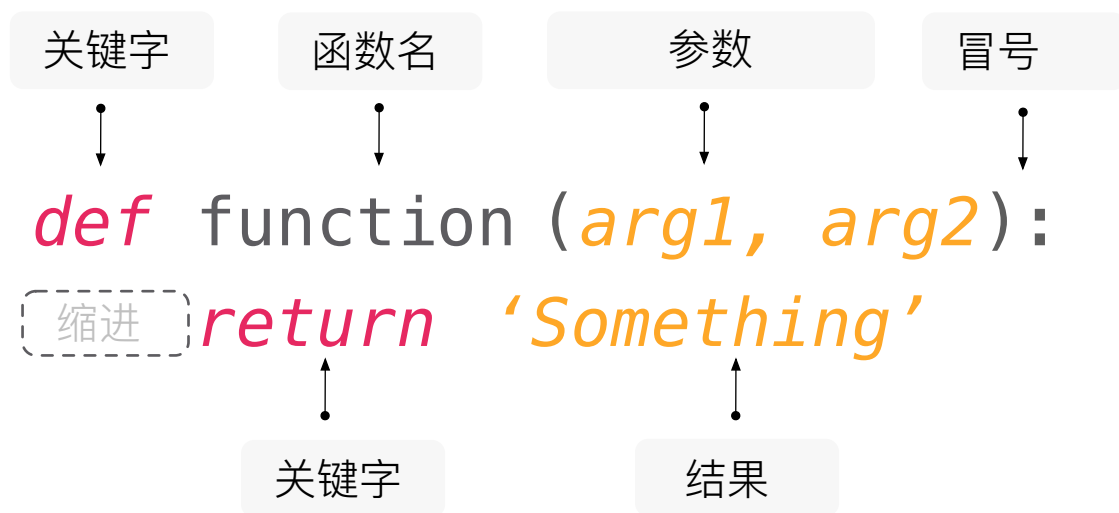 关键字 函数名 参数 冒号
def function (arg1, arg2):
缩进 return ‘Something’
关键字 结果